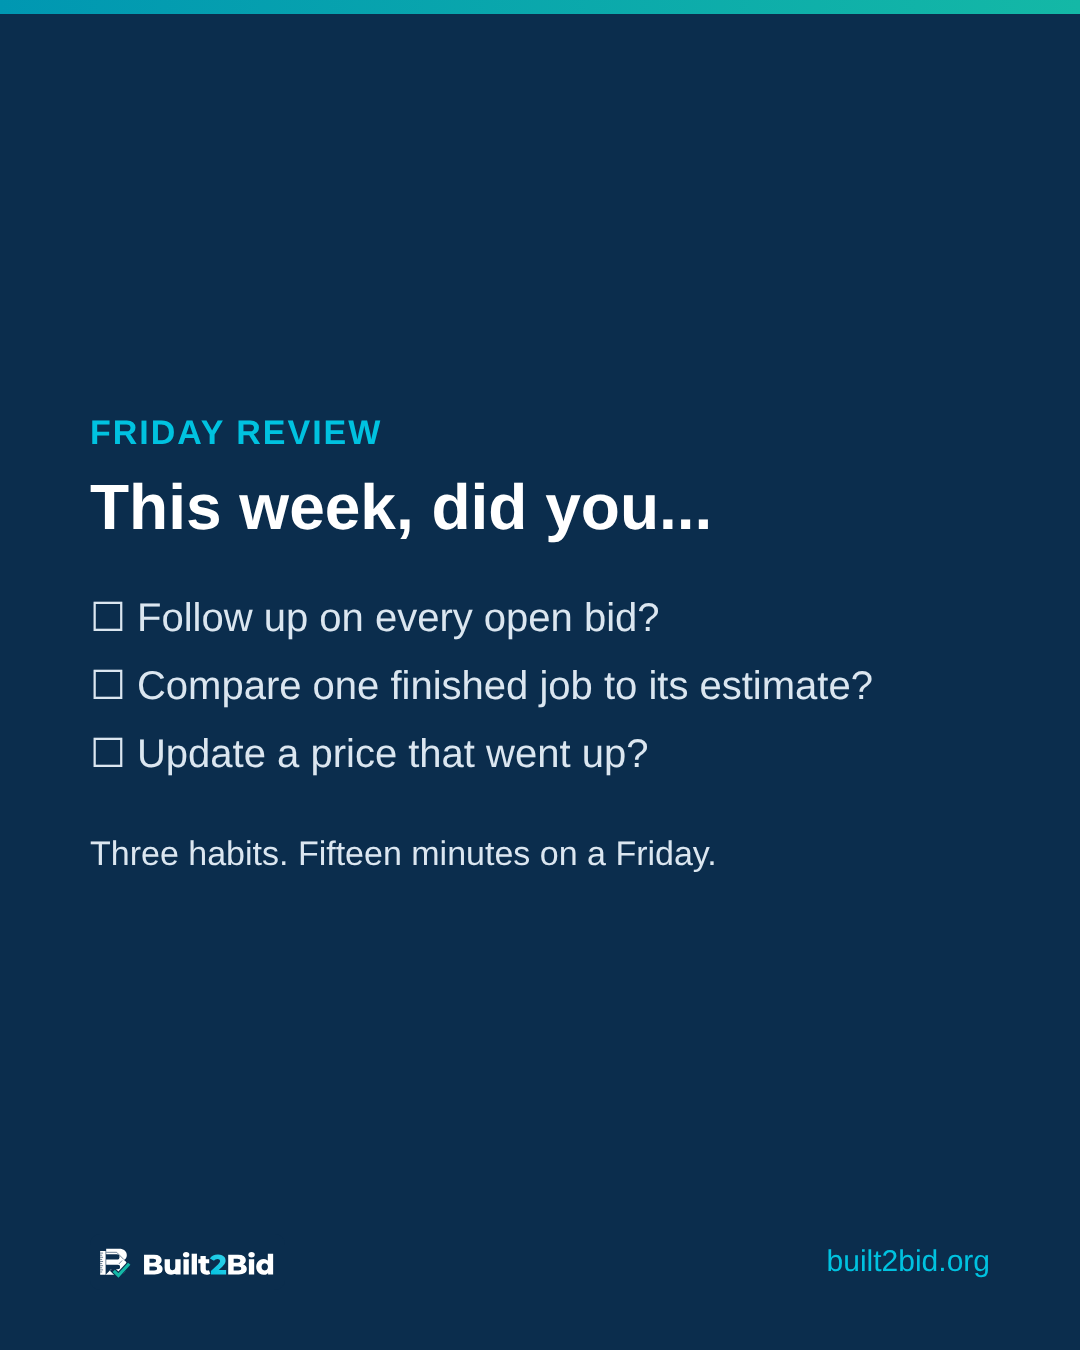 FRIDAY REVIEW
This week, did you...
☐ Follow up on every open bid?
☐ Compare one finished job to its estimate?
☐ Update a price that went up?
Three habits. Fifteen minutes on a Friday.
Built2Bid
built2bid.org